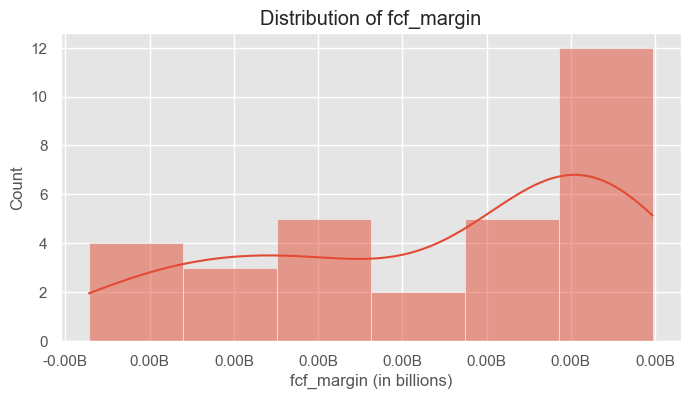 Distribution of fcf_margin
12
10
8
6
4
2
0
Count
-0.00B 0.00B 0.00B 0.00B 0.00B 0.00B 0.00B 0.00B
fcf_margin (in billions)